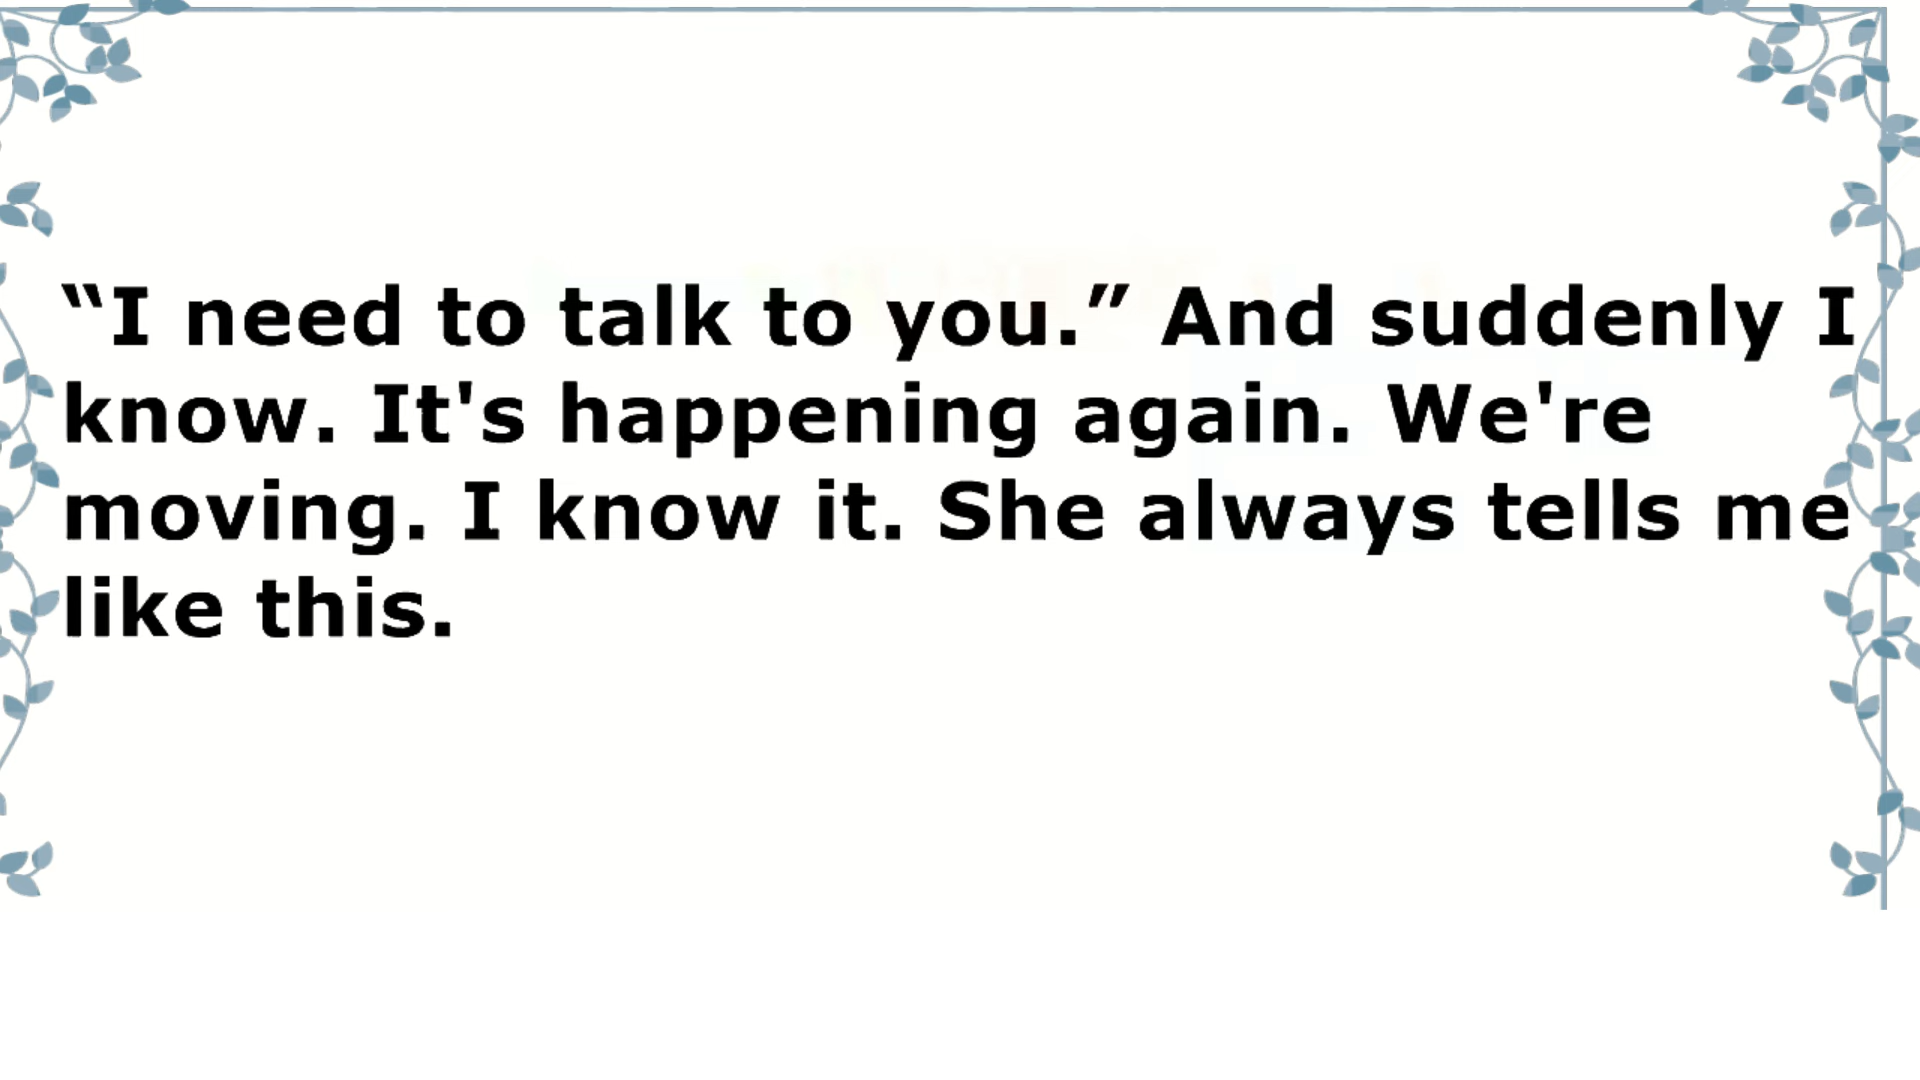 “I need to talk to you.” And suddenly I
know. It's happening again. We're
moving. I know it. She always tells me
like this.